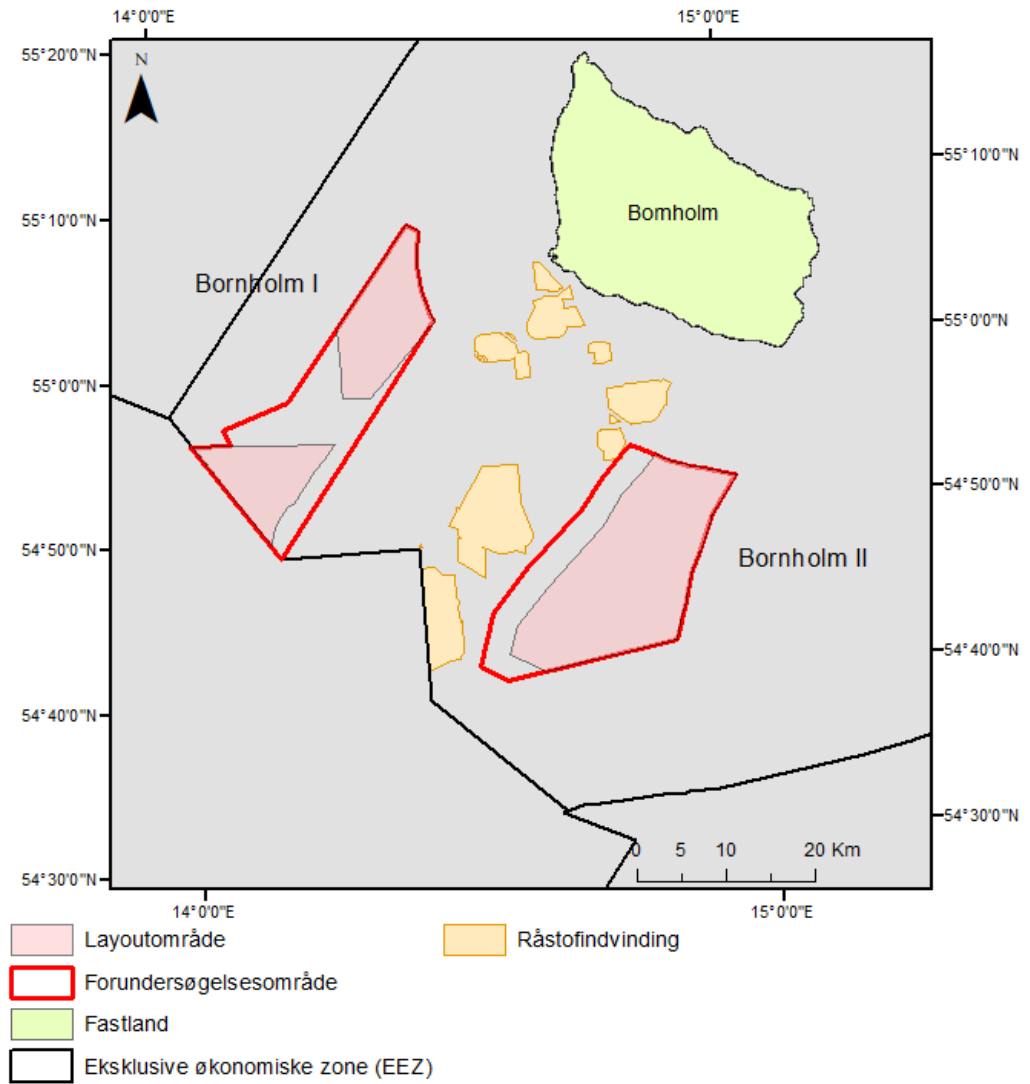 14°0'0"E 15°0'0"E
55°20'0"N
N
55°10'0"N
Bornholm
55°10'0"N
Bornholm I
55°0'0"N
55°0'0"N
54°50'0"N
54°50'0"N
Bornholm II
54°40'0"N
54°40'0"N
54°30'0"N
0 5 10 20 Km
54°30'0"N
14°0'0"E 15°0'0"E
Layoutområde Råstofindvinding
Forundersøgelsesområde
Fastland
Eksklusive økonomiske zone (EEZ)